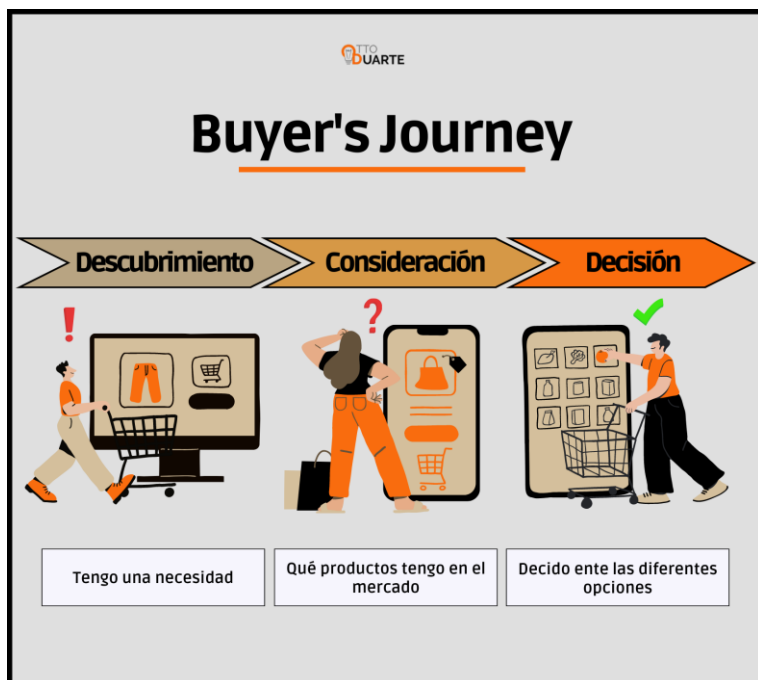 OTTO
DUARTE
Buyer's Journey
Descubrimiento
Consideración
Decisión
Tengo una necesidad
Qué productos tengo en el
mercado
Decido ente las diferentes
opciones